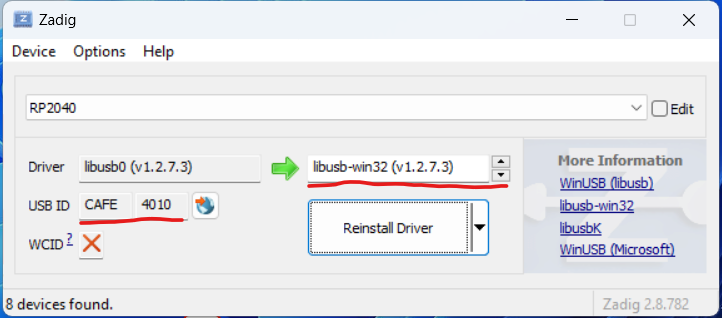 Zadig
Device Options Help
RP2040 Edit
Driver libusb0 (v1.2.7.3) libusb-win32 (v1.2.7.3)
USB ID CAFE 4010
WCID ?
Reinstall Driver
More Information
WinUSB (libusb)
libusb-win32
libusbK
WinUSB (Microsoft)
8 devices found. Zadig 2.8.782